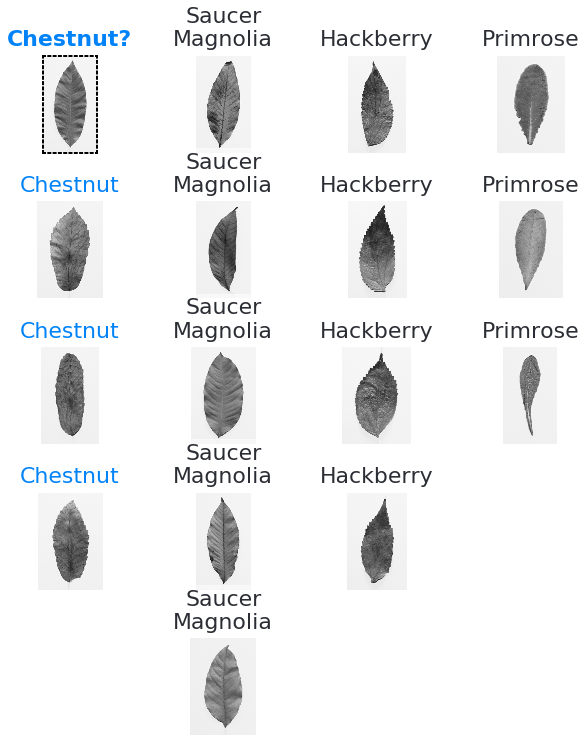 Chestnut?
Saucer
Magnolia
Hackberry
Primrose
Chestnut
Saucer
Magnolia
Hackberry
Primrose
Chestnut
Saucer
Magnolia
Hackberry
Primrose
Chestnut
Saucer
Magnolia
Hackberry
Saucer
Magnolia